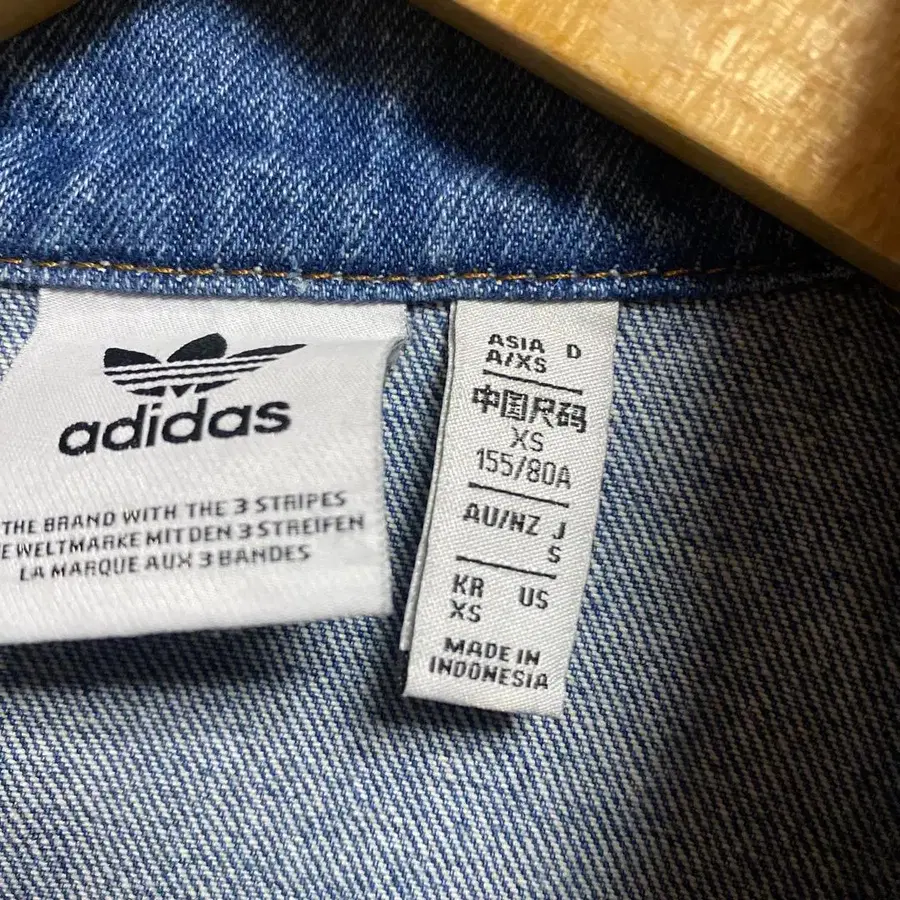 adidas
THE BRAND WITH THE 3 STRIPES
E WELTMARKE MIT DEN 3 STREIFEN
LA MARQUE AUX 3 BANDES
ASIA D
A/XS
中国尺码
XS
155/80A
AU/NZ J
S
KR US
XS
MADE IN
INDONESIA